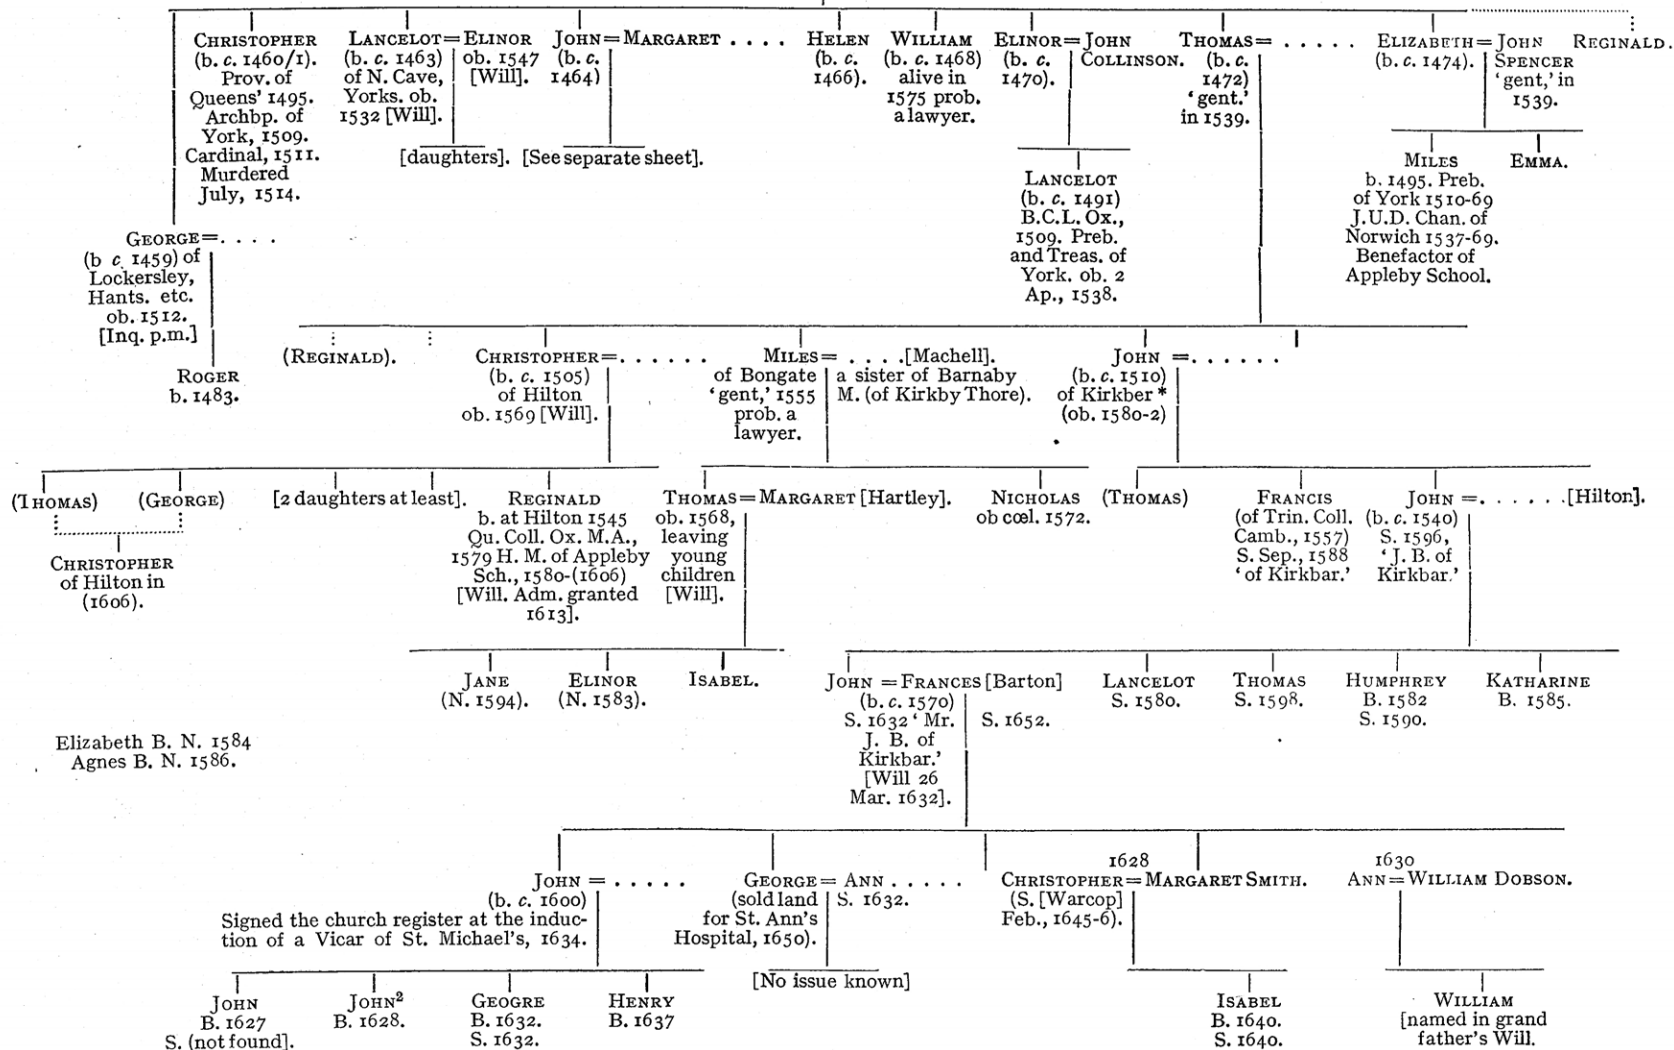 CHRISTOPHER
(b. c. 1460/1).
Prov. of
Queens' 1495.
Archbp. of
York, 1509.
Cardinal, 1511.
Murdered
July, 1514.
LANCELOT=ELINOR
(b. c. 1463)
of N. Cave,
Yorks. ob.
1532 [Will].
ob. 1547
[Will].
[daughters].
JOHN=MARGARET . . . .
(b. c.
1464)
[See separate sheet].
HELEN
(b. c.
1466).
WILLIAM
(b. c. 1468)
alive in
1575 prob.
a lawyer.
ELINOR=JOHN
(b. c.
1470).
COLLINSON.
LANCELOT
(b. c. 1491)
B.C.L. Ox.,
1509. Preb.
and Treas. of
York. ob. 2
Ap., 1538.
THOMAS= . . . . .
(b. c.
1472)
'gent.'
in 1539.
ELIZABETH=JOHN
(b. c. 1474).
SPENCER
'gent,' in
1539.
MILES
b. 1495. Preb.
of York 1510-69
J.U.D. Chan. of
Norwich 1537-69.
Benefactor of
Appleby School.
EMMA.
REGINALD.
GEORGE=. . . .
(b c. 1459) of
Lockersley,
Hants. etc.
ob. 1512.
[Inq. p.m.]
ROGER
b. 1483.
(REGINALD).
CHRISTOPHER=. . . . . .
(b. c. 1505)
of Hilton
ob. 1569 [Will].
MILES= . . . .[Machell].
of Bongate
'gent,' 1555
prob. a
lawyer.
a sister of Barnaby
M. (of Kirkby Thore).
JOHN =. . . . . .
(b. c. 1510)
of Kirkber *
(ob. 1580-2)
(THOMAS)
(GEORGE)
CHRISTOPHER
of Hilton in
(1606).
[2 daughters at least].
REGINALD
b. at Hilton 1545
Qu. Coll. Ox. M.A.,
1579 H. M. of Appleby
Sch., 1580-(1606)
[Will. Adm. granted
1613].
THOMAS=MARGARET [Hartley].
ob. 1568,
leaving
young
children
[Will].
NICHOLAS
ob cœl. 1572.
(THOMAS)
FRANCIS
(of Trin. Coll.
Camb., 1557)
S. Sep., 1588
'of Kirkbar.'
JOHN =. . . . . .[Hilton].
(b. c. 1540)
S. 1596,
'J. B. of
Kirkbar.'
JANE
(N. 1594).
ELINOR
(N. 1583).
ISABEL.
JOHN =FRANCES [Barton]
(b. c. 1570)
S. 1632 'Mr.
J. B. of
Kirkbar.'
[Will 26
Mar. 1632].
S. 1652.
LANCELOT
S. 1580.
THOMAS
S. 1598.
HUMPHREY
B. 1582
S. 1590.
KATHARINE
B. 1585.
Elizabeth B. N. 1584
Agnes B. N. 1586.
JOHN = . . . . .
(b. c. 1600)
Signed the church register at the induc-
tion of a Vicar of St. Michael's, 1634.
GEORGE= ANN . . . . .
(sold land
for St. Ann's
Hospital, 1650).
S. 1632.
[No issue known]
1628
CHRISTOPHER=MARGARET SMITH.
(S. [Warcop]
Feb., 1645-6).
1630
ANN=WILLIAM DOBSON.
JOHN
B. 1627
S. (not found].
JOHN²
B. 1628.
GEOGRE
B. 1632.
S. 1632.
HENRY
B. 1637
ISABEL
B. 1640.
S. 1640.
WILLIAM
[named in grand
father's Will.